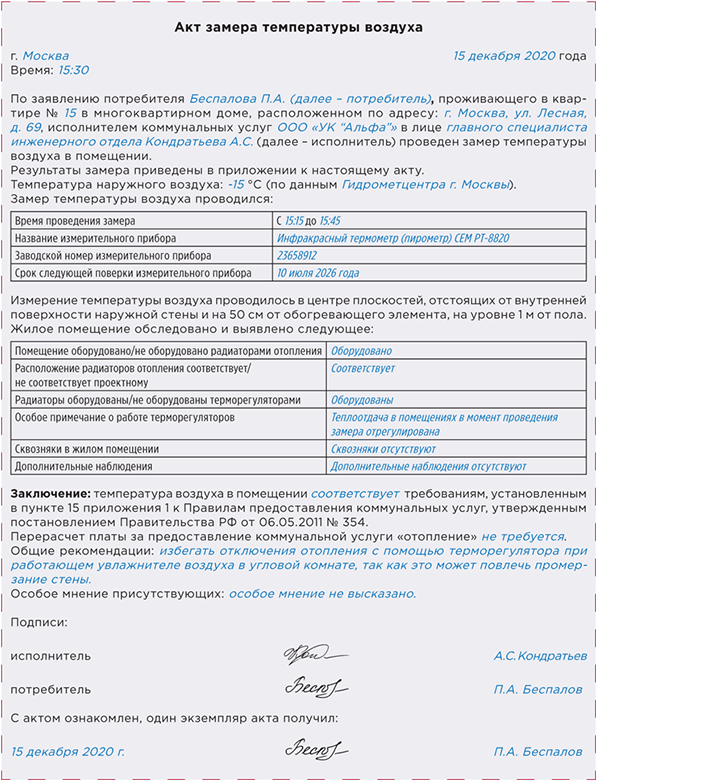 Акт замера температуры воздуха
г. Москва 15 декабря 2020 года
Время: 15:30
По заявлению потребителя Беспалова П.А. (далее – потребитель), проживающего в квар-
тире № 15 в многоквартирном доме, расположенном по адресу: г. Москва, ул. Лесная,
д. 69, исполнителем коммунальных услуг ООО «УК “Альфа”» в лице главного специалиста
инженерного отдела Кондратьева А.С. (далее – исполнитель) проведен замер температуры
воздуха в помещении.
Результаты замера приведены в приложении к настоящему акту.
Температура наружного воздуха: -15 °С (по данным Гидрометцентра г. Москвы).
Замер температуры воздуха проводился:
Время проведения замера С 15:15 до 15:45
Название измерительного прибора Инфракрасный термометр (пирометр) CEM PT-8820
Заводской номер измерительного прибора 23658912
Срок следующей поверки измерительного прибора 10 июля 2026 года
Измерение температуры воздуха проводилось в центре плоскостей, отстоящих от внутренней
поверхности наружной стены и на 50 см от обогревающего элемента, на уровне 1 м от пола.
Жилое помещение обследовано и выявлено следующее:
Помещение оборудовано/не оборудовано радиаторами отопления Оборудовано
Расположение радиаторов отопления соответствует/ Соответствует
не соответствует проектному
Радиаторы оборудованы/не оборудованы терморегуляторами Оборудованы
Особое примечание о работе терморегуляторов Теплоотдача в помещениях в момент проведения
замера отрегулирована
Сквозняки в жилом помещении Сквозняки отсутствуют
Дополнительные наблюдения Дополнительные наблюдения отсутствуют
Заключение: температура воздуха в помещении соответствует требованиям, установленным
в пункте 15 приложения 1 к Правилам предоставления коммунальных услуг, утвержденным
постановлением Правительства РФ от 06.05.2011 № 354.
Перерасчет платы за предоставление коммунальной услуги «отопление» не требуется.
Общие рекомендации: избегать отключения отопления с помощью терморегулятора при
работающем увлажнителе воздуха в угловой комнате, так как это может повлечь промер-
зание стены.
Особое мнение присутствующих: особое мнение не высказано.
Подписи:
исполнитель А.С.Кондратьев
потребитель П.А. Беспалов
С актом ознакомлен, один экземпляр акта получил:
15 декабря 2020 г. П.А. Беспалов